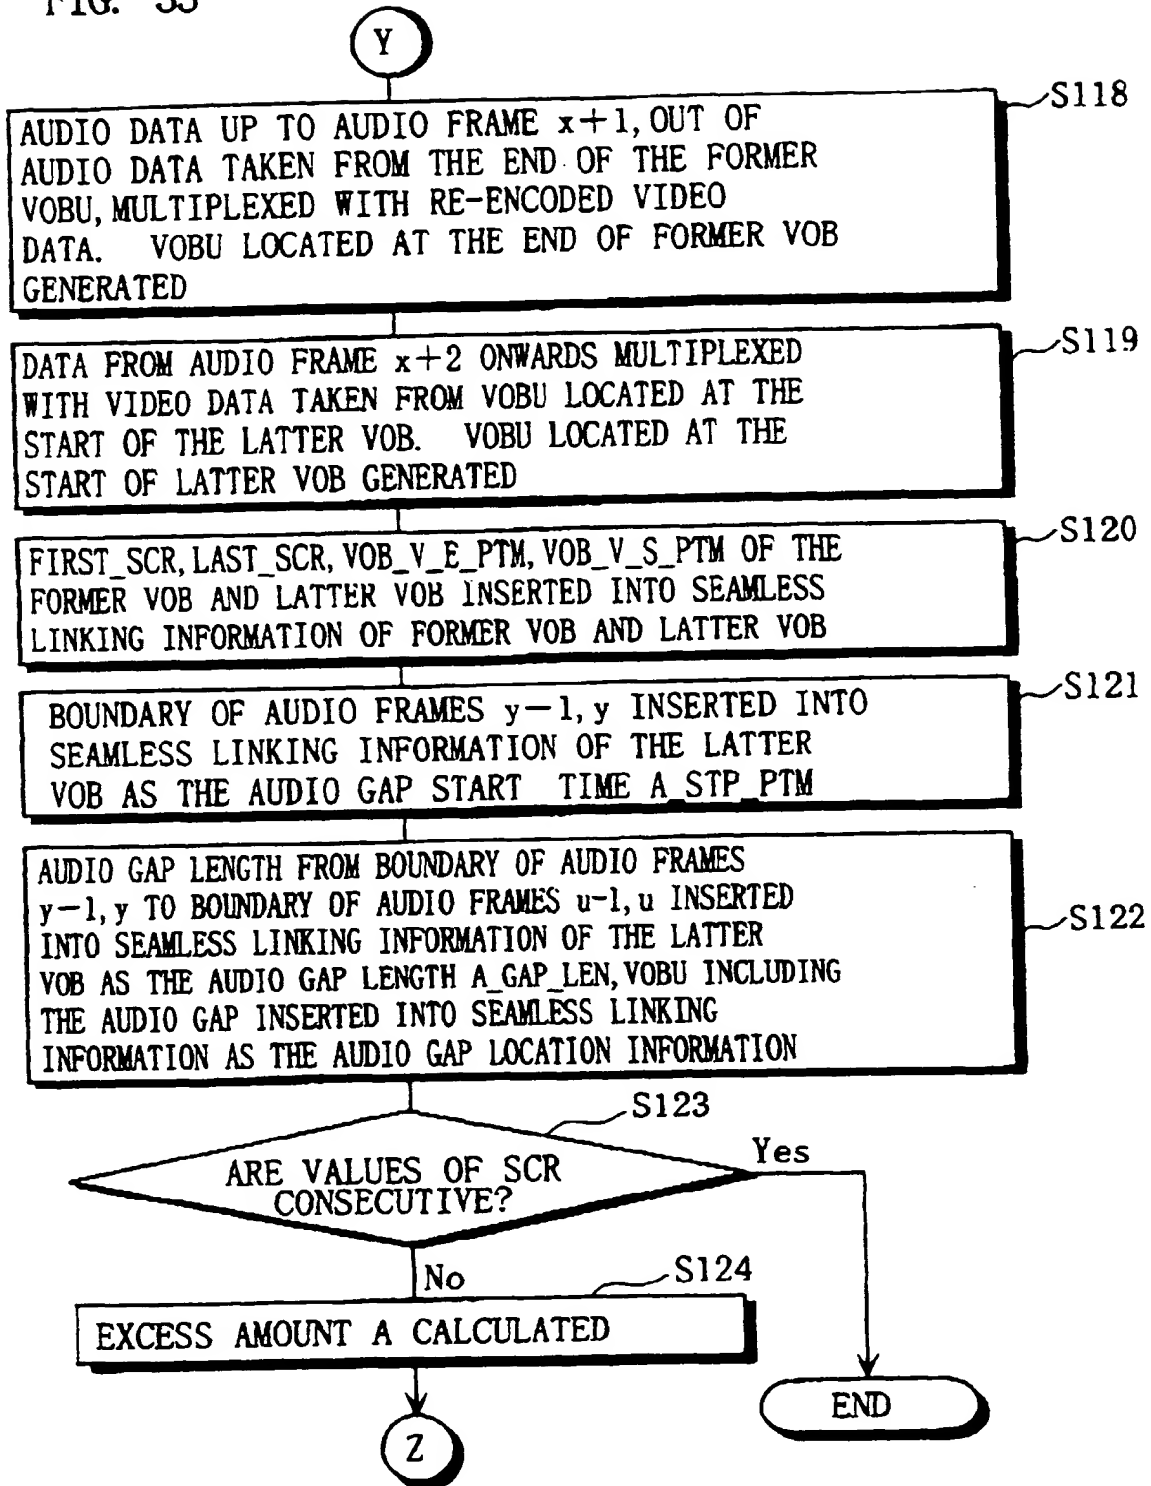 FIG. 33
Y
S118
AUDIO DATA UP TO AUDIO FRAME x+1, OUT OF
AUDIO DATA TAKEN FROM THE END OF THE FORMER
VOBU, MULTIPLEXED WITH RE-ENCODED VIDEO
DATA. VOBU LOCATED AT THE END OF FORMER VOB
GENERATED
S119
DATA FROM AUDIO FRAME x+2 ONWARDS MULTIPLEXED
WITH VIDEO DATA TAKEN FROM VOBU LOCATED AT THE
START OF THE LATTER VOB. VOBU LOCATED AT THE
START OF LATTER VOB GENERATED
S120
FIRST_SCR, LAST_SCR, VOB_V_E_PTM, VOB_V_S_PTM OF THE
FORMER VOB AND LATTER VOB INSERTED INTO SEAMLESS
LINKING INFORMATION OF FORMER VOB AND LATTER VOB
S121
BOUNDARY OF AUDIO FRAMES y-1, y INSERTED INTO
SEAMLESS LINKING INFORMATION OF THE LATTER
VOB AS THE AUDIO GAP START TIME A_STP_PTM
S122
AUDIO GAP LENGTH FROM BOUNDARY OF AUDIO FRAMES
y-1, y TO BOUNDARY OF AUDIO FRAMES u-1, u INSERTED
INTO SEAMLESS LINKING INFORMATION OF THE LATTER
VOB AS THE AUDIO GAP LENGTH A_GAP_LEN, VOBU INCLUDING
THE AUDIO GAP INSERTED INTO SEAMLESS LINKING
INFORMATION AS THE AUDIO GAP LOCATION INFORMATION
S123
ARE VALUES OF SCR
CONSECUTIVE?
Yes
No
S124
EXCESS AMOUNT A CALCULATED
END
Z